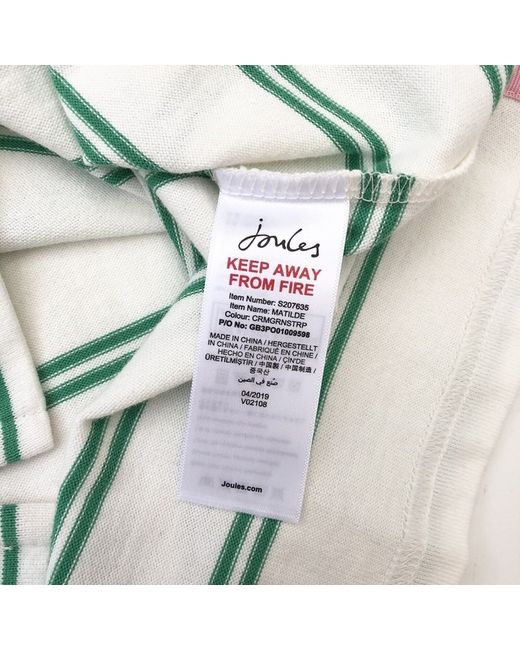 Joules
KEEP AWAY
FROM FIRE
Item Number: S207635
Item Name: MATILDE
Colour: CRMGRNSTRP
P/O No: GB3PO01009598
MADE IN CHINA / HERGESTELLT
IN CHINA / FABRIQUÉ EN CHINE /
HECHO EN CHINA / ÇIN'DE
ÜRETILMIŞTIR / 中国製 / 中国制造 /
중국산
صنع في الصين
04/2019
V02108
Joules.com